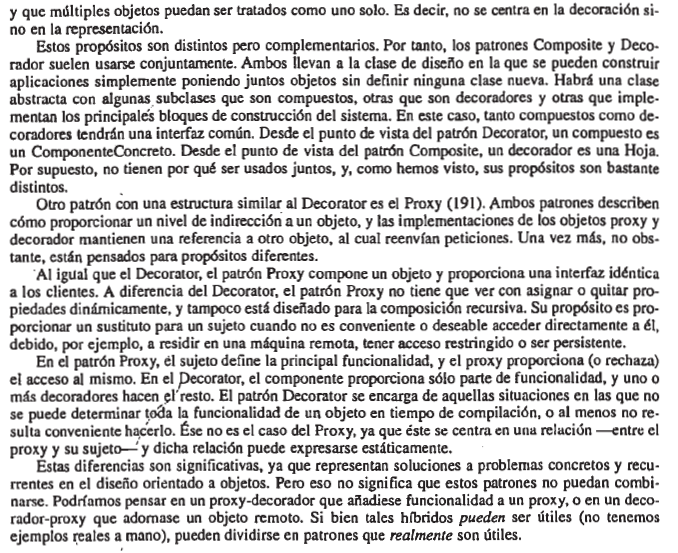 y que múltiples objetos puedan ser tratados como uno solo. Es decir, no se centra en la decoración si-
no en la representación.
Estos propósitos son distintos pero complementarios. Por tanto, los patrones Composite y Deco-
rador suelen usarse conjuntamente. Ambos llevan a la clase de diseño en la que se pueden construir
aplicaciones simplemente poniendo juntos objetos sin definir ninguna clase nueva. Habrá una clase
abstracta con algunas subclases que son compuestos, otras que son decoradores y otras que imple-
mentan los principales bloques de construcción del sistema. En este caso, tanto compuestos como de-
coradores tendrán una interfaz común. Desde el punto de vista del patrón Decorator, un compuesto es
un ComponenteConcreto. Desde el punto de vista del patrón Composite, un decorador es una Hoja.
Por supuesto, no tienen por qué ser usados juntos, y, como hemos visto, sus propósitos son bastante
distintos.
Otro patrón con una estructura similar al Decorator es el Proxy (191). Ambos patrones describen
cómo proporcionar un nivel de indirección a un objeto, y las implementaciones de los objetos proxy y
decorador mantienen una referencia a otro objeto, al cual reenvían peticiones. Una vez más, no obs-
tante, están pensados para propósitos diferentes.
Al igual que el Decorator, el patrón Proxy compone un objeto y proporciona una interfaz idéntica
a los clientes. A diferencia del Decorator, el patrón Proxy no tiene que ver con asignar o quitar pro-
piedades dinámicamente, y tampoco está diseñado para la composición recursiva. Su propósito es pro-
porcionar un sustituto para un sujeto cuando no es conveniente o deseable acceder directamente a él,
debido, por ejemplo, a residir en una máquina remota, tener acceso restringido o ser persistente.
En el patrón Proxy, el sujeto define la principal funcionalidad, y el proxy proporciona (o rechaza)
el acceso al mismo. En el Decorator, el componente proporciona sólo parte de funcionalidad, y uno o
más decoradores hacen el resto. El patrón Decorator se encarga de aquellas situaciones en las que no
se puede determinar toda la funcionalidad de un objeto en tiempo de compilación, o al menos no re-
sulta conveniente hacerlo. Ése no es el caso del Proxy, ya que éste se centra en una relación —entre el
proxy y su sujeto— y dicha relación puede expresarse estáticamente.
Estas diferencias son significativas, ya que representan soluciones a problemas concretos y recu-
rrentes en el diseño orientado a objetos. Pero eso no significa que estos patrones no puedan combi-
narse. Podríamos pensar en un proxy-decorador que añadiese funcionalidad a un proxy, o en un deco-
rador-proxy que adornase un objeto remoto. Si bien tales híbridos pueden ser útiles (no tenemos
ejemplos reales a mano), pueden dividirse en patrones que realmente son útiles.